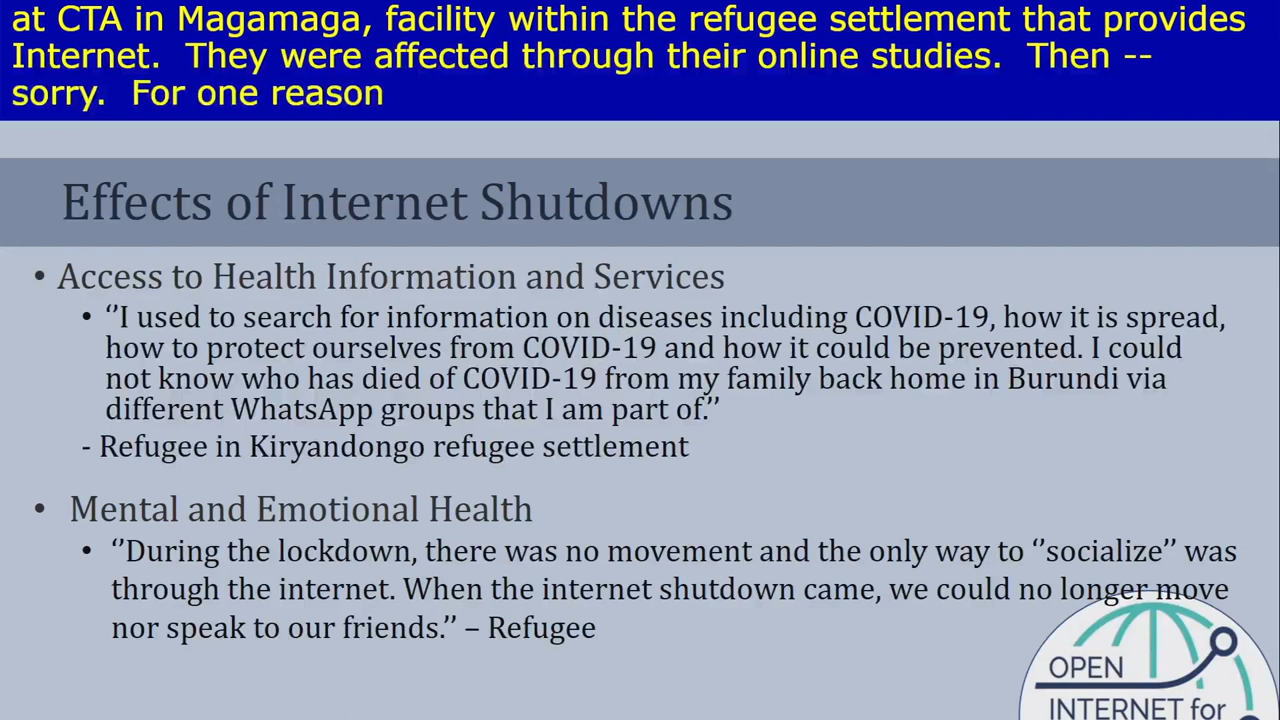 at CTA in Magamaga, facility within the refugee settlement that provides
Internet.  They were affected through their online studies.  Then --
sorry.  For one reason
Effects of Internet Shutdowns
• Access to Health Information and Services
• ‘’I used to search for information on diseases including COVID-19, how it is spread,
how to protect ourselves from COVID-19 and how it could be prevented. I could
not know who has died of COVID-19 from my family back home in Burundi via
different WhatsApp groups that I am part of.’’
- Refugee in Kiryandongo refugee settlement
• Mental and Emotional Health
• ‘’During the lockdown, there was no movement and the only way to ‘’socialize’’ was
through the internet. When the internet shutdown came, we could no longer move
nor speak to our friends.’’ – Refugee
OPEN
INTERNET for